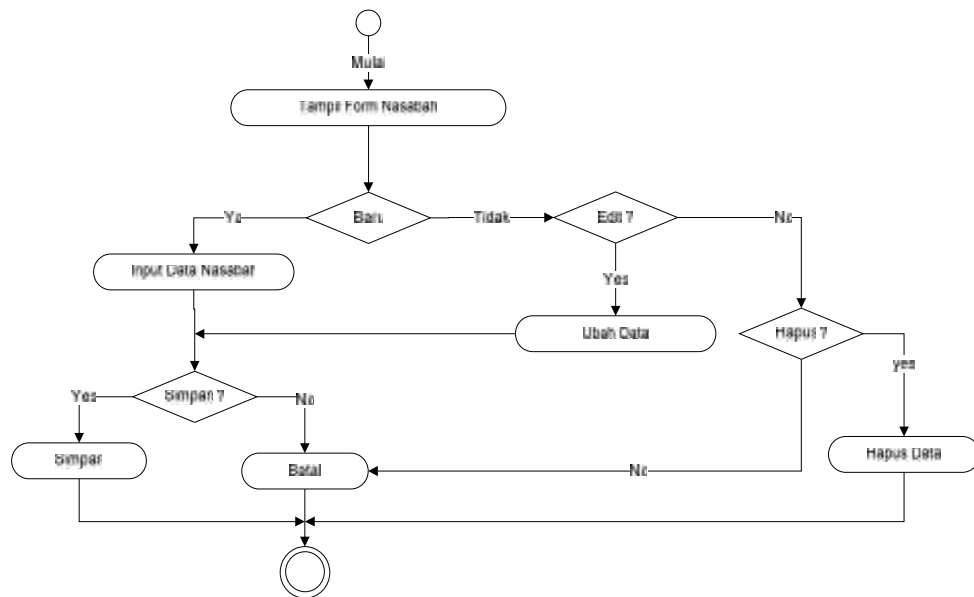 Mulai
Tampil Form Nasabah
Baru
Ya
Tidak
Edit ?
No
Input Data Nasabah
Yes
Ubah Data
Hapus ?
yes
Simpan ?
Yes
No
Simpan
Batal
No
Hapus Data